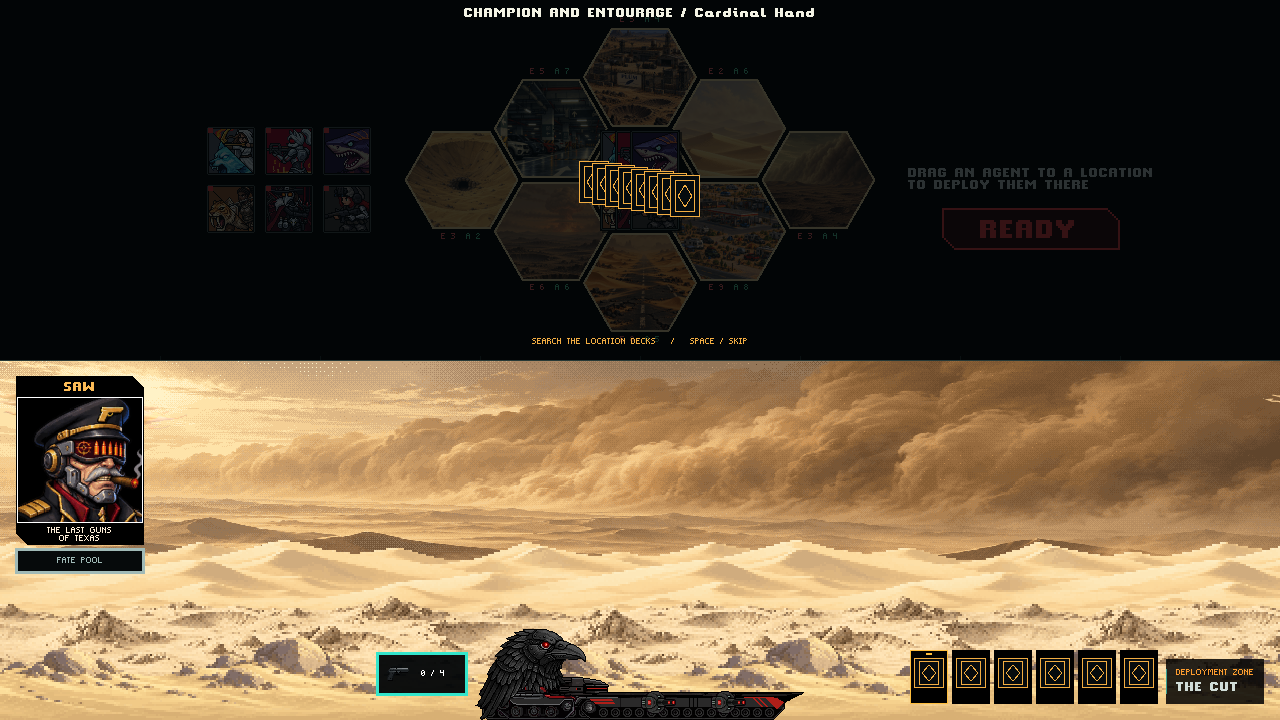 CHAMPION AND ENTOURAGE / Cardinal Hand
E5 A7
E2 A6
DRAG AN AGENT TO A LOCATION
TO DEPLOY THEM THERE
READY
E3 A2
E3 A4
E6 A6
E9 A8
SEARCH THE LOCATION DECKS / SPACE / SKIP
SAW
THE LAST GUNS
OF TEXAS
FATE POOL
0 / 4
DEPLOYMENT ZONE
THE CUT